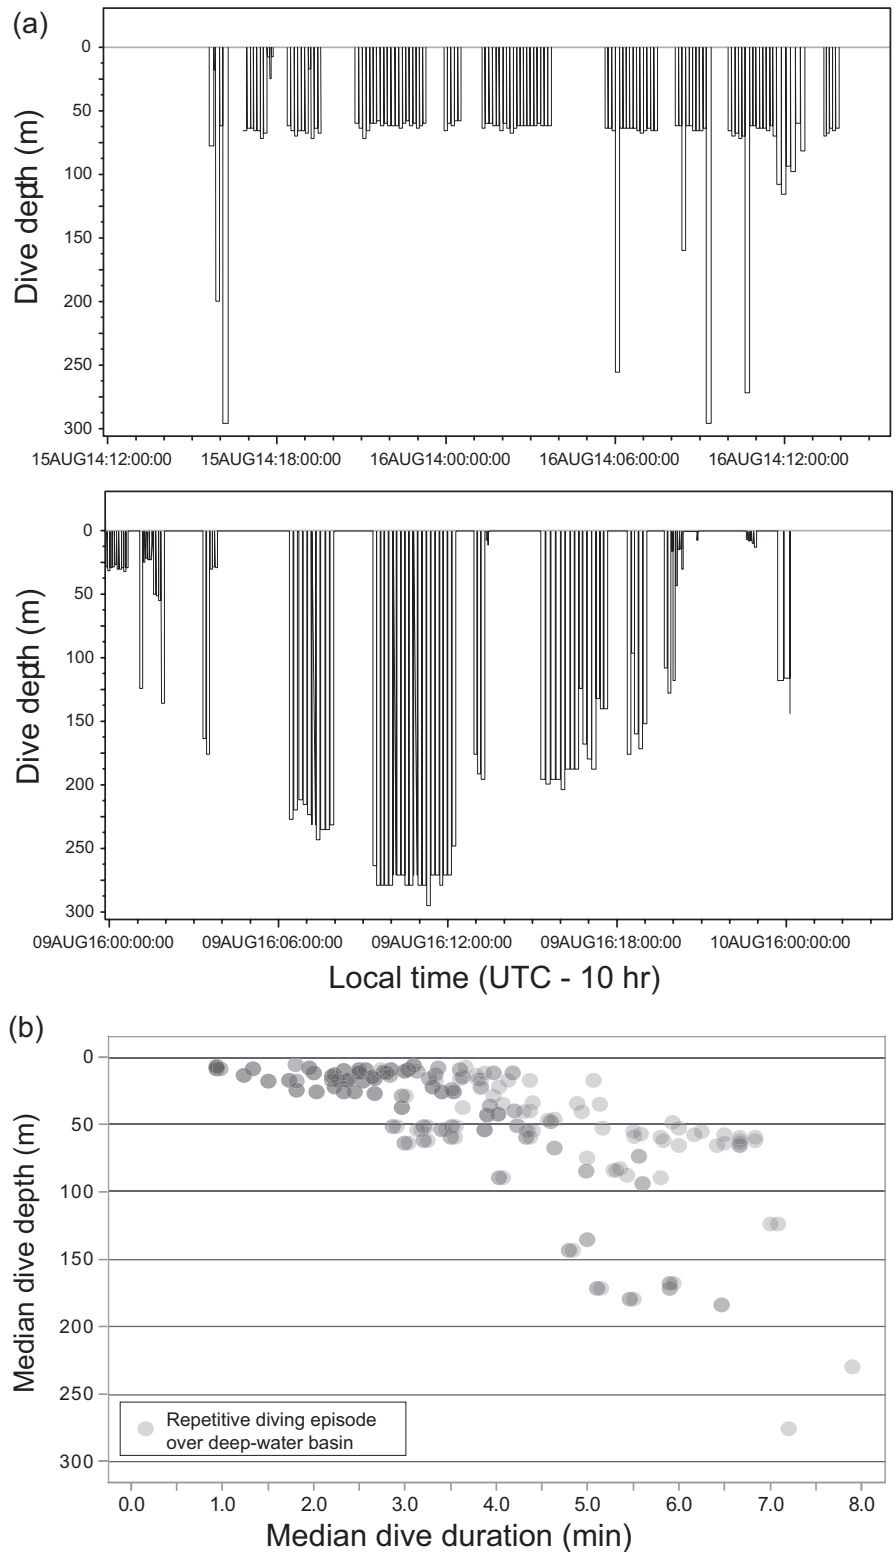 (a)
Dive depth (m)
0
50
100
150
200
250
300
15AUG14:12:00:00 15AUG14:18:00:00 16AUG14:00:00:00 16AUG14:06:00:00 16AUG14:12:00:00
Dive depth (m)
0
50
100
150
200
250
300
09AUG16:00:00:00 09AUG16:06:00:00 09AUG16:12:00:00 09AUG16:18:00:00 10AUG16:00:00:00
Local time (UTC - 10 hr)
(b)
Median dive depth (m)
0
50
100
150
200
250
300
Repetitive diving episode
over deep-water basin
0.0 1.0 2.0 3.0 4.0 5.0 6.0 7.0 8.0
Median dive duration (min)